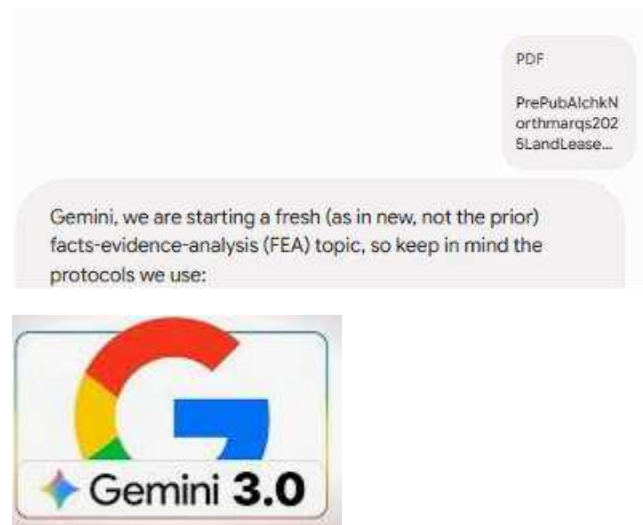 PDF
PrePubAIchkN
orthmarqs202
5LandLease...
Gemini, we are starting a fresh (as in new, not the prior)
facts-evidence-analysis (FEA) topic, so keep in mind the
protocols we use:
Gemini 3.0